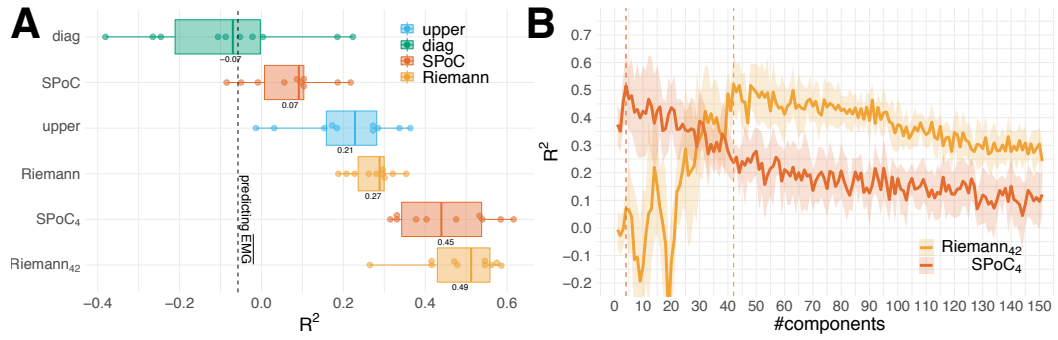 A
diag
SPoC
upper
Riemann
SPoC₄
Riemann₄₂
−0.07
0.07
0.21
0.27
0.45
0.49
predicting EMG
upper
diag
SPoC
Riemann
−0.4 −0.2 0.0 0.2 0.4 0.6
R²
B
0.7
0.6
0.5
0.4
0.3
0.2
0.1
0.0
−0.1
−0.2
R²
Riemann₄₂
SPoC₄
0 10 20 30 40 50 60 70 80 90 100 110 120 130 140 150
#components